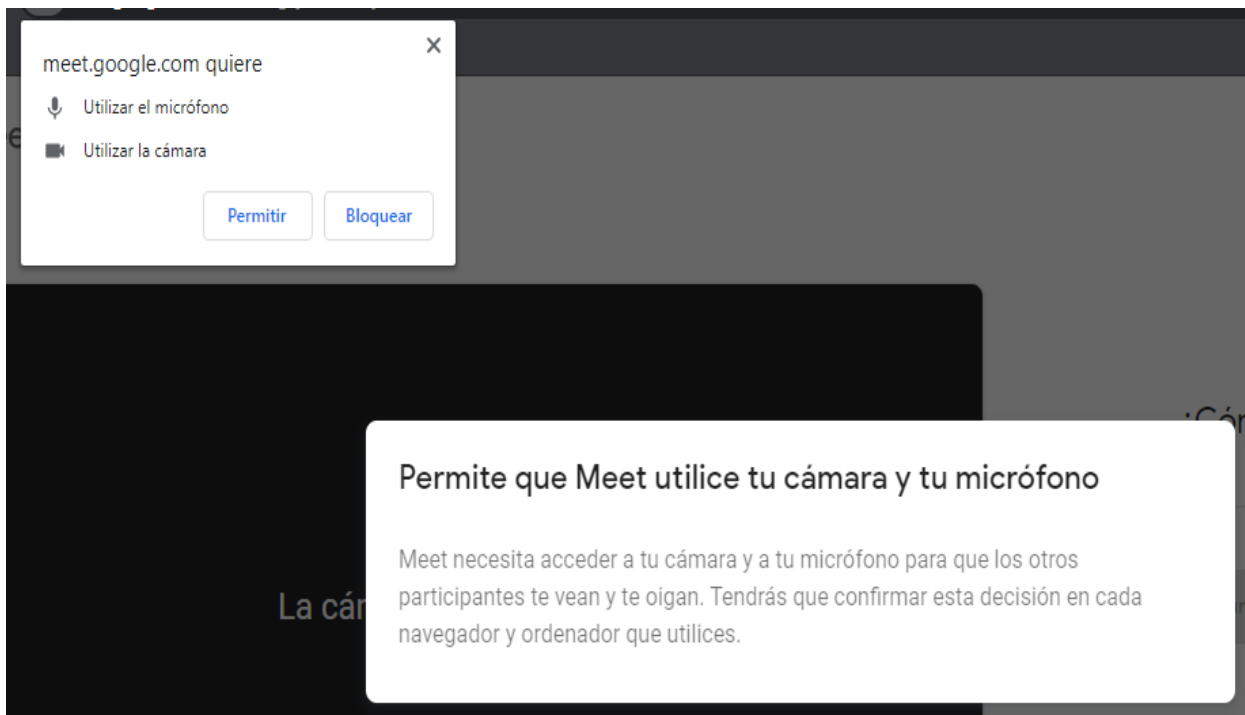 meet.google.com quiere
Utilizar el micrófono
Utilizar la cámara
Permitir
Bloquear
Permite que Meet utilice tu cámara y tu micrófono
Meet necesita acceder a tu cámara y a tu micrófono para que los otros
participantes te vean y te oigan. Tendrás que confirmar esta decisión en cada
navegador y ordenador que utilices.
La